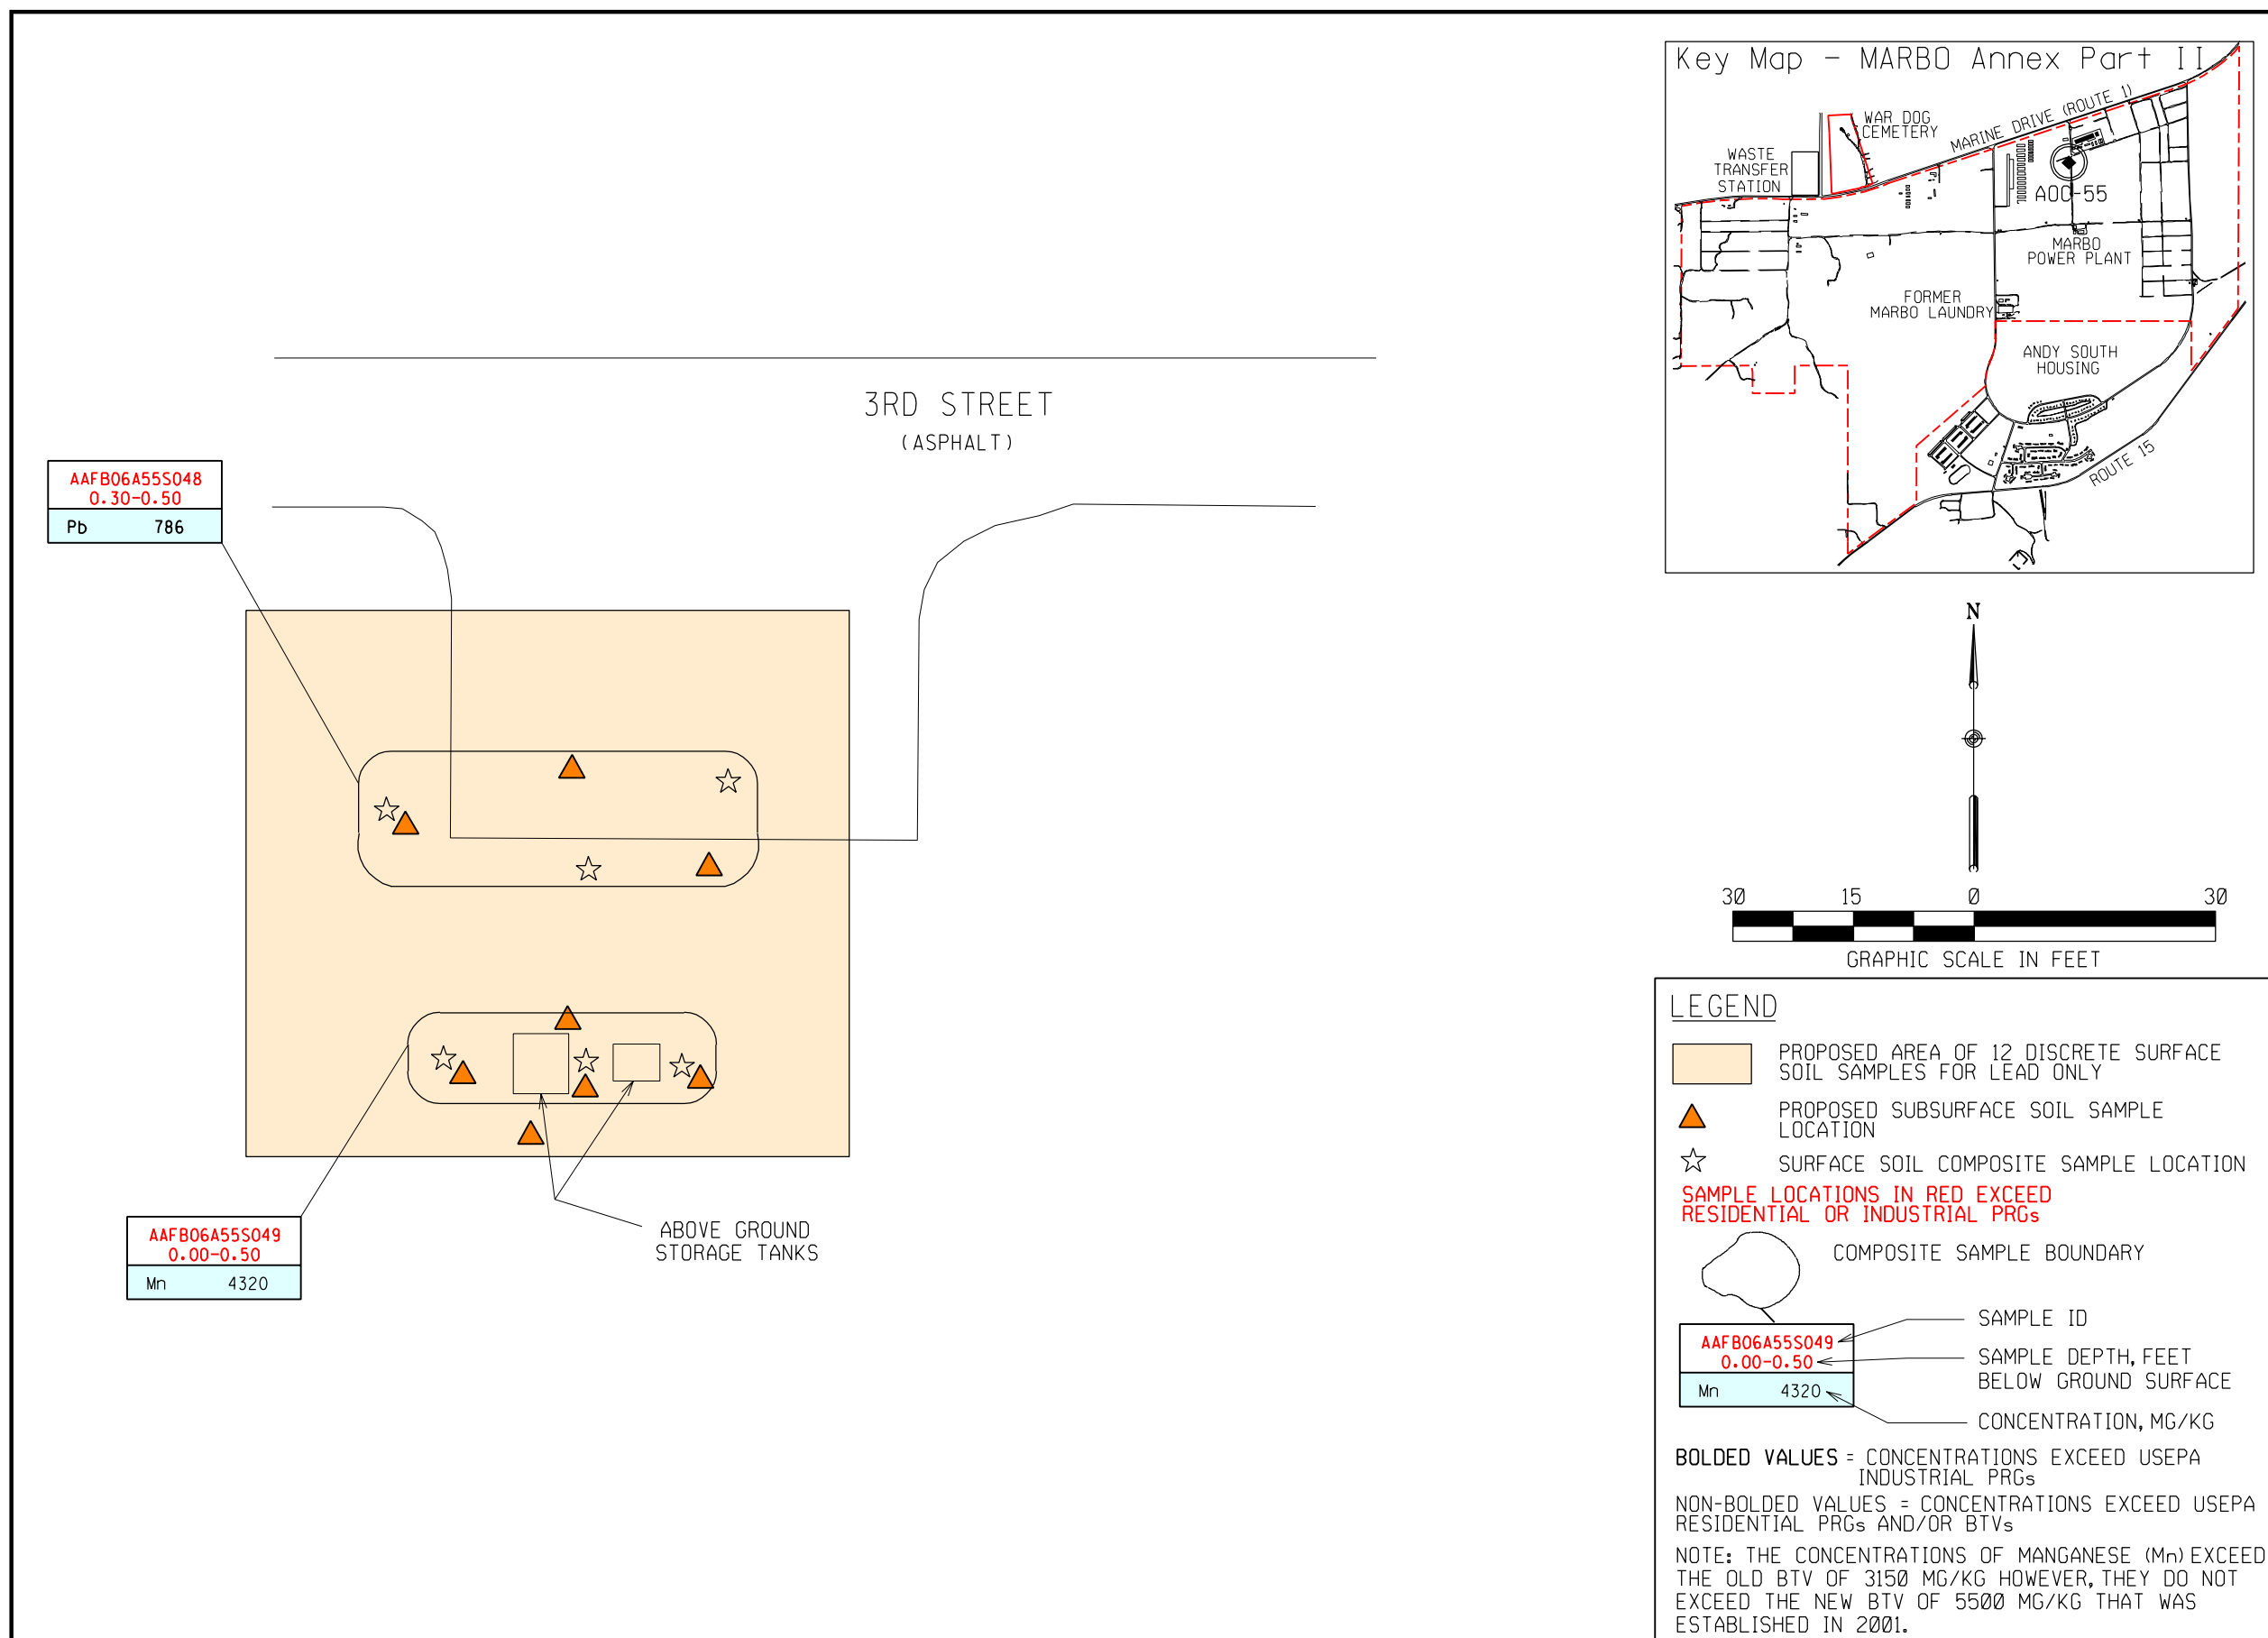 Key Map - MARBO Annex Part II
WAR DOG
CEMETERY
MARINE DRIVE (ROUTE 1)
WASTE
TRANSFER
STATION
AOC-55
MARBO
POWER PLANT
FORMER
MARBO LAUNDRY
ANDY SOUTH
HOUSING
ROUTE 15
3RD STREET
(ASPHALT)
AAFB06A55S048
0.30-0.50
Pb 786
AAFB06A55S049
0.00-0.50
Mn 4320
ABOVE GROUND
STORAGE TANKS
N
30 15 0 30
GRAPHIC SCALE IN FEET
LEGEND
PROPOSED AREA OF 12 DISCRETE SURFACE
SOIL SAMPLES FOR LEAD ONLY
PROPOSED SUBSURFACE SOIL SAMPLE
LOCATION
SURFACE SOIL COMPOSITE SAMPLE LOCATION
SAMPLE LOCATIONS IN RED EXCEED
RESIDENTIAL OR INDUSTRIAL PRGs
COMPOSITE SAMPLE BOUNDARY
AAFB06A55S049
0.00-0.50
Mn 4320
SAMPLE ID
SAMPLE DEPTH, FEET
BELOW GROUND SURFACE
CONCENTRATION, MG/KG
BOLDED VALUES = CONCENTRATIONS EXCEED USEPA
INDUSTRIAL PRGs
NON-BOLDED VALUES = CONCENTRATIONS EXCEED USEPA
RESIDENTIAL PRGs AND/OR BTVs
NOTE: THE CONCENTRATIONS OF MANGANESE (Mn) EXCEED
THE OLD BTV OF 3150 MG/KG HOWEVER, THEY DO NOT
EXCEED THE NEW BTV OF 5500 MG/KG THAT WAS
ESTABLISHED IN 2001.